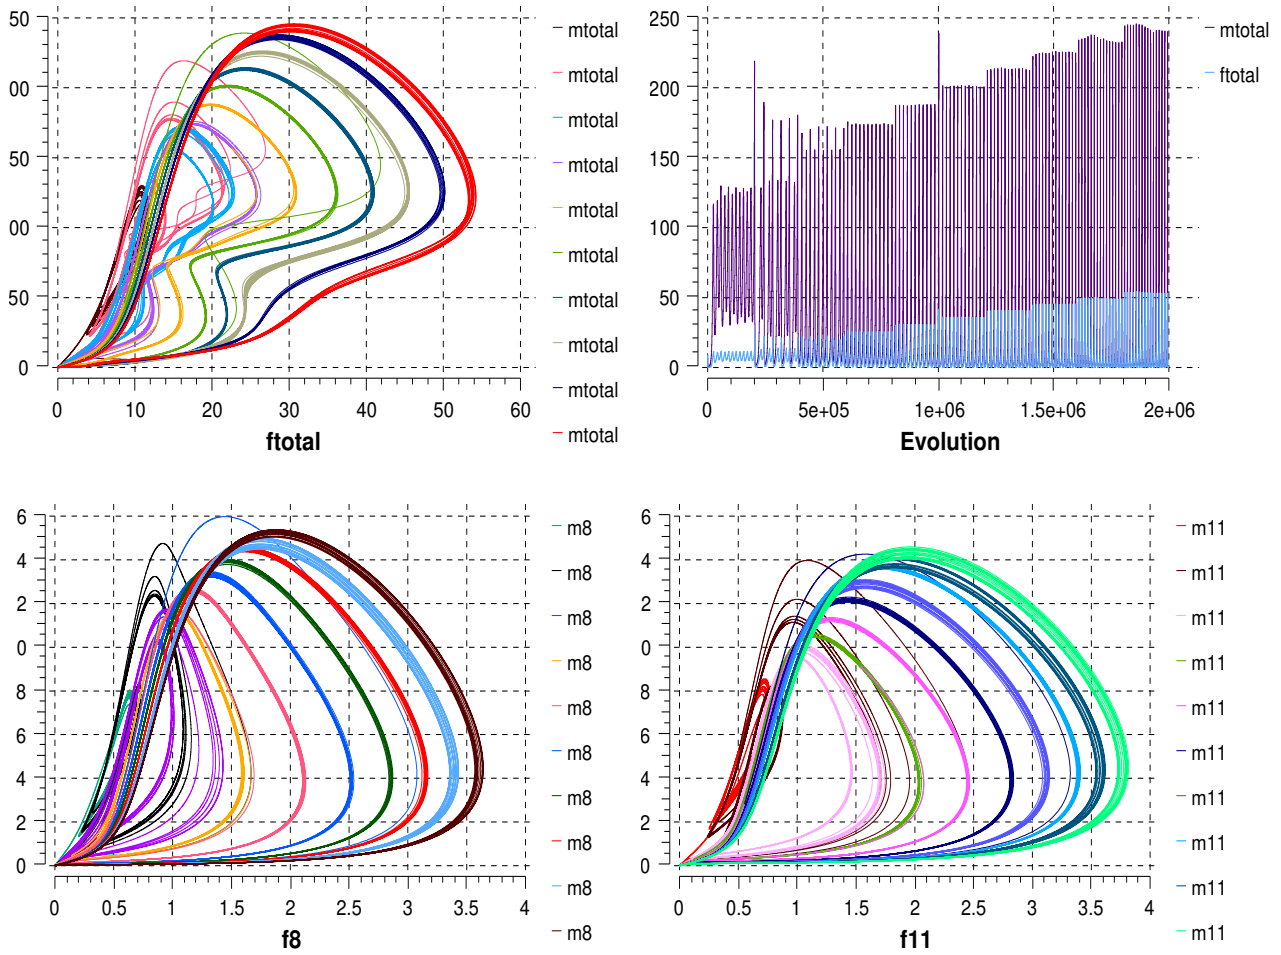 50
00
50
00
50
0
0 10 20 30 40 50 60
ftotal
mtotal
mtotal
mtotal
mtotal
mtotal
mtotal
mtotal
mtotal
mtotal
mtotal
250
200
150
100
50
0
0 5e+05 1e+06 1.5e+06 2e+06
Evolution
mtotal
ftotal
6
4
2
0
8
6
4
2
0
0 0.5 1 1.5 2 2.5 3 3.5 4
f8
m8
m8
m8
m8
m8
m8
m8
m8
m8
m8
6
4
2
0
8
6
4
2
0
0 0.5 1 1.5 2 2.5 3 3.5 4
f11
m11
m11
m11
m11
m11
m11
m11
m11
m11
m11